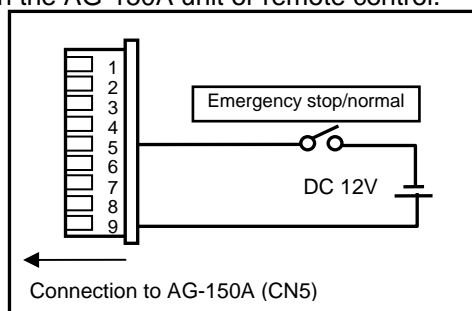 the AG-150A unit or remote control.
1
2
3
4
5
6
7
8
9
Emergency stop/normal
DC 12V
Connection to AG-150A (CN5)